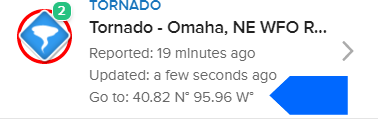 TORNADO
2
Tornado - Omaha, NE WFO R...
Reported: 19 minutes ago
Updated: a few seconds ago
Go to: 40.82 N° 95.96 W°